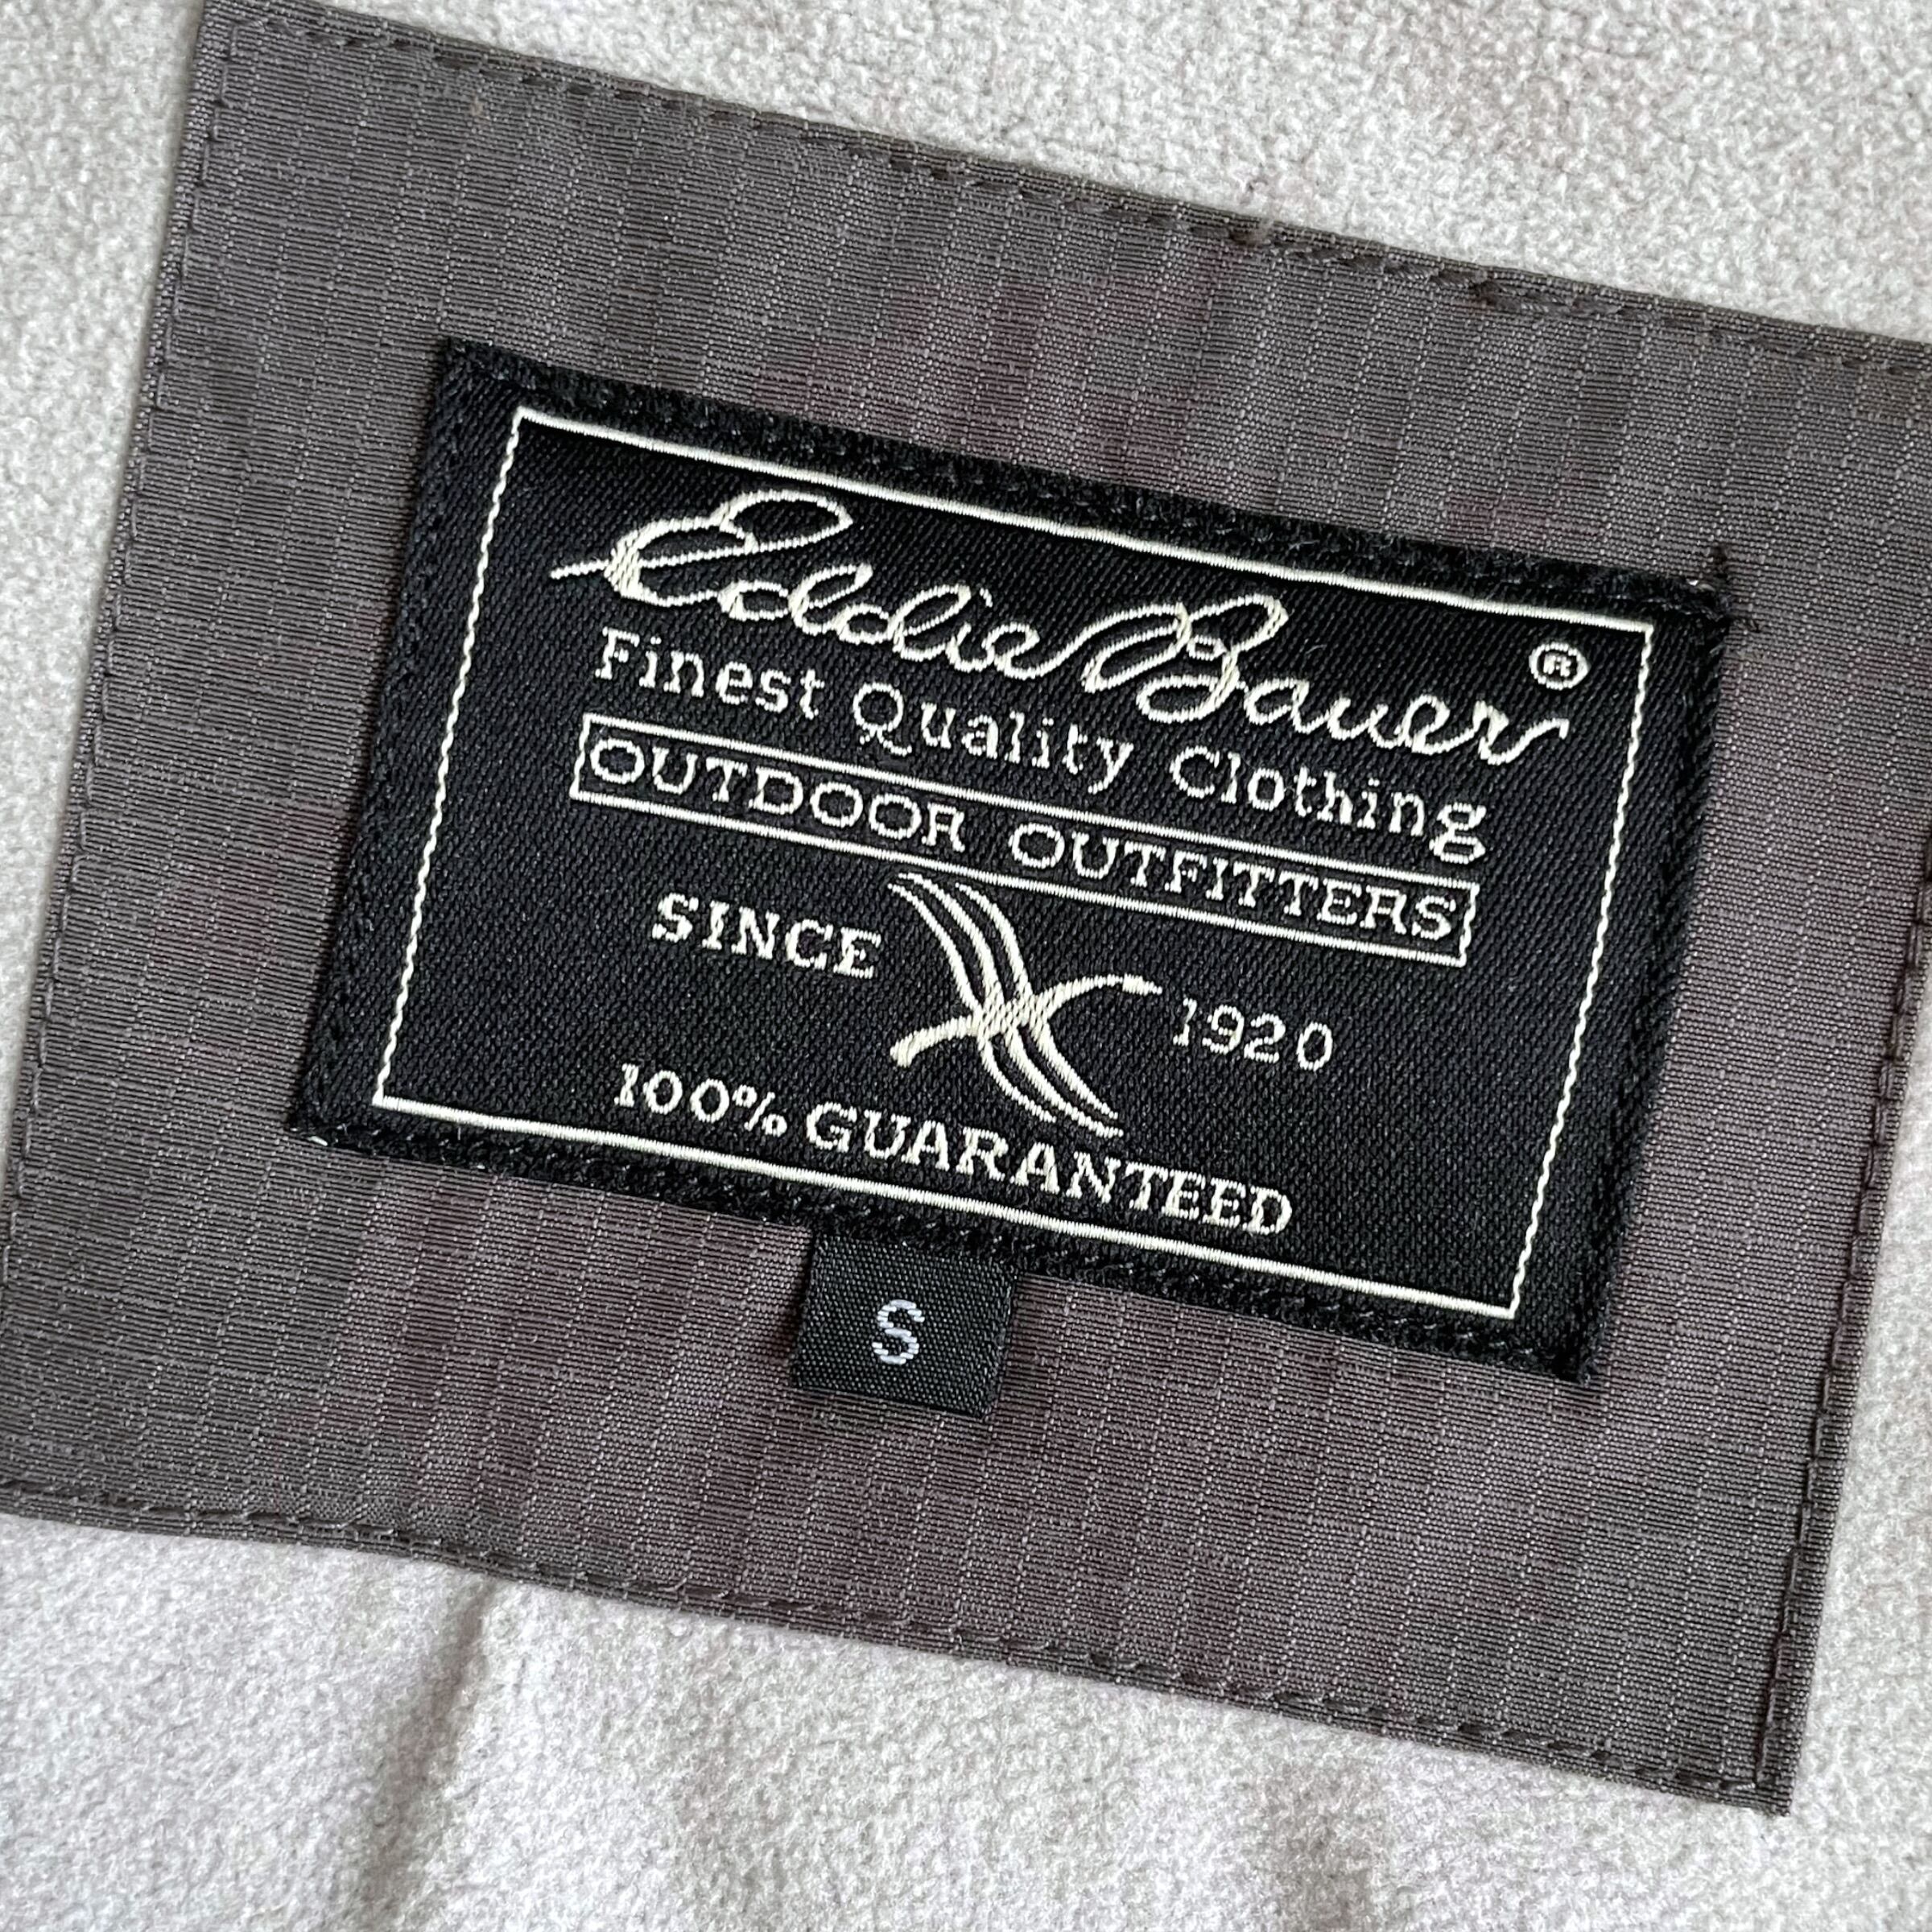 Eddie Bauer ®
Finest Quality Clothing
OUTDOOR OUTFITTERS
SINCE 1920
100% GUARANTEED
S